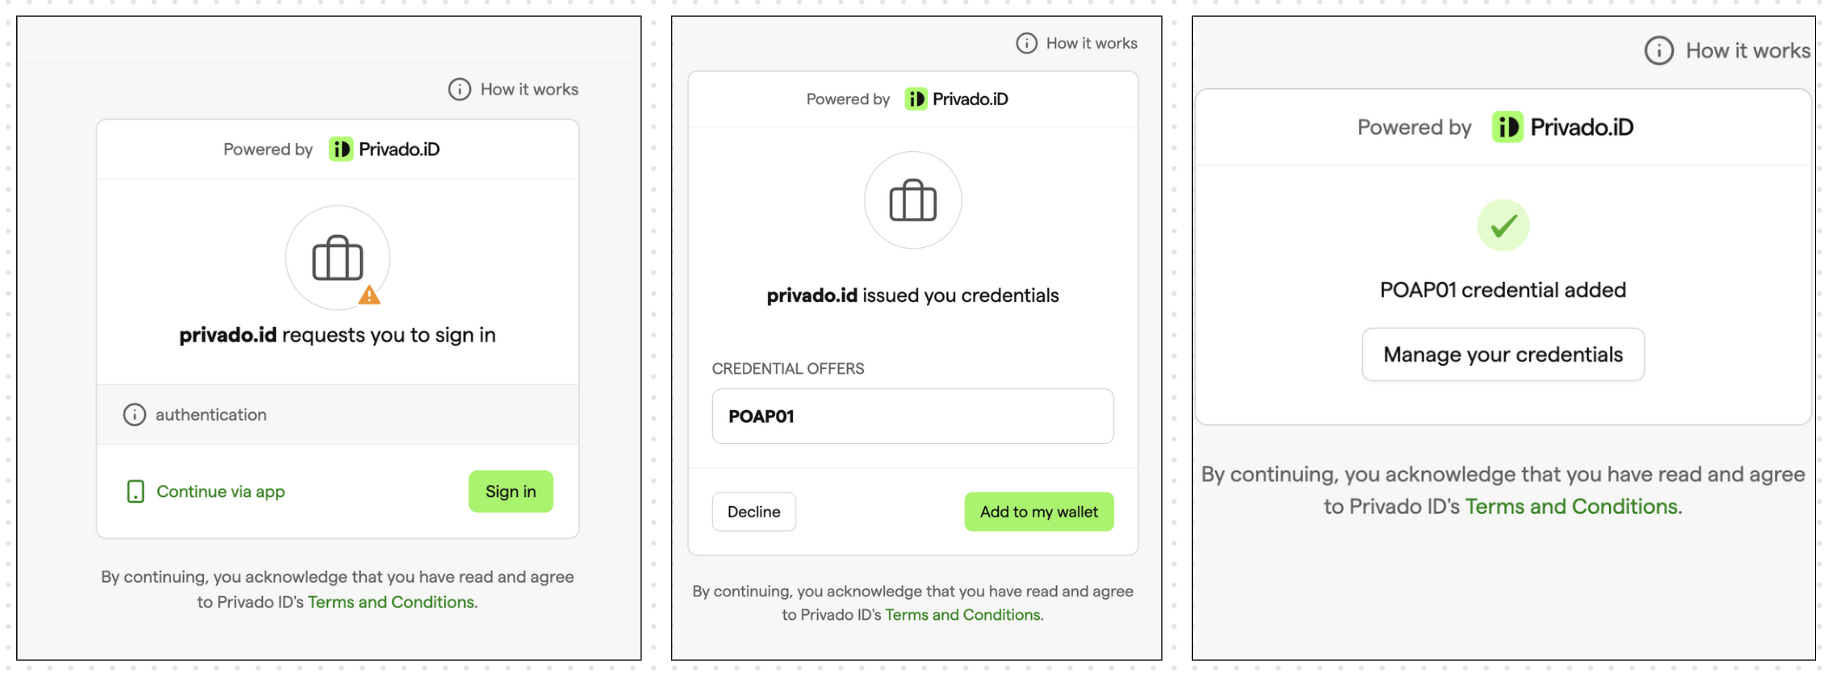 How it works
Powered by iD Privado.iD
privado.id requests you to sign in
authentication
Continue via app
Sign in
By continuing, you acknowledge that you have read and agree
to Privado ID's Terms and Conditions.
How it works
Powered by iD Privado.iD
privado.id issued you credentials
CREDENTIAL OFFERS
POAP01
Decline
Add to my wallet
By continuing, you acknowledge that you have read and agree
to Privado ID's Terms and Conditions.
How it works
Powered by iD Privado.iD
POAP01 credential added
Manage your credentials
By continuing, you acknowledge that you have read and agree
to Privado ID's Terms and Conditions.